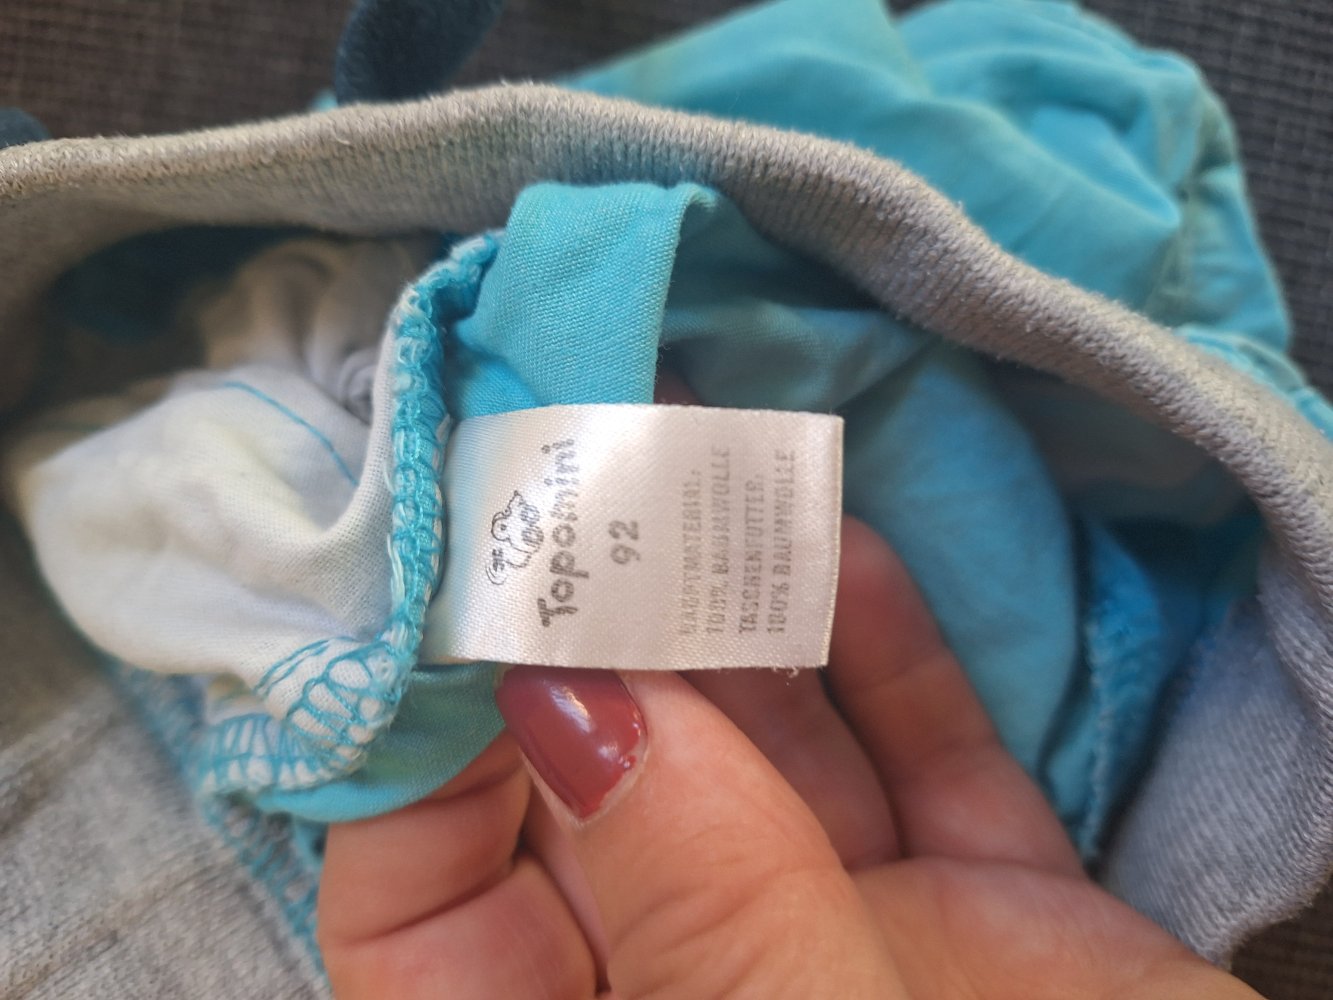 Topomini
92
HAUPTMATERIAL:
100% BAUMWOLLE
TASCHENFUTTER:
100% BAUMWOLLE